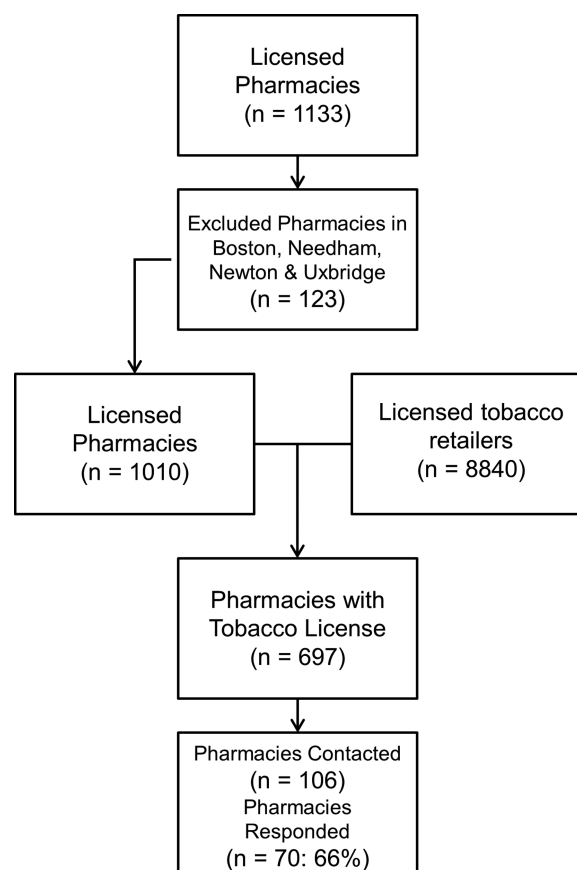 Licensed
Pharmacies
(n = 1133)
Excluded Pharmacies in
Boston, Needham,
Newton & Uxbridge
(n = 123)
Licensed
Pharmacies
(n = 1010)
Licensed tobacco
retailers
(n = 8840)
Pharmacies with
Tobacco License
(n = 697)
Pharmacies Contacted
(n = 106)
Pharmacies
Responded
(n = 70: 66%)